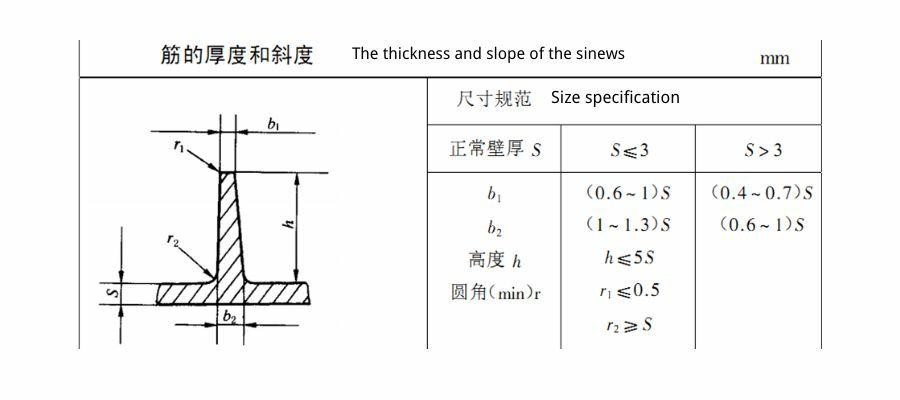 筋的厚度和斜度 The thickness and slope of the sinews mm
尺寸规范 Size specification
正常壁厚 S S⩽3 S>3
b₁ (0.6~1)S (0.4~0.7)S
b₂ (1~1.3)S (0.6~1)S
高度 h h⩽5S
圆角(min)r r₁⩽0.5
r₂⩾S
b₁
r₁
h
r₂
S
b₂